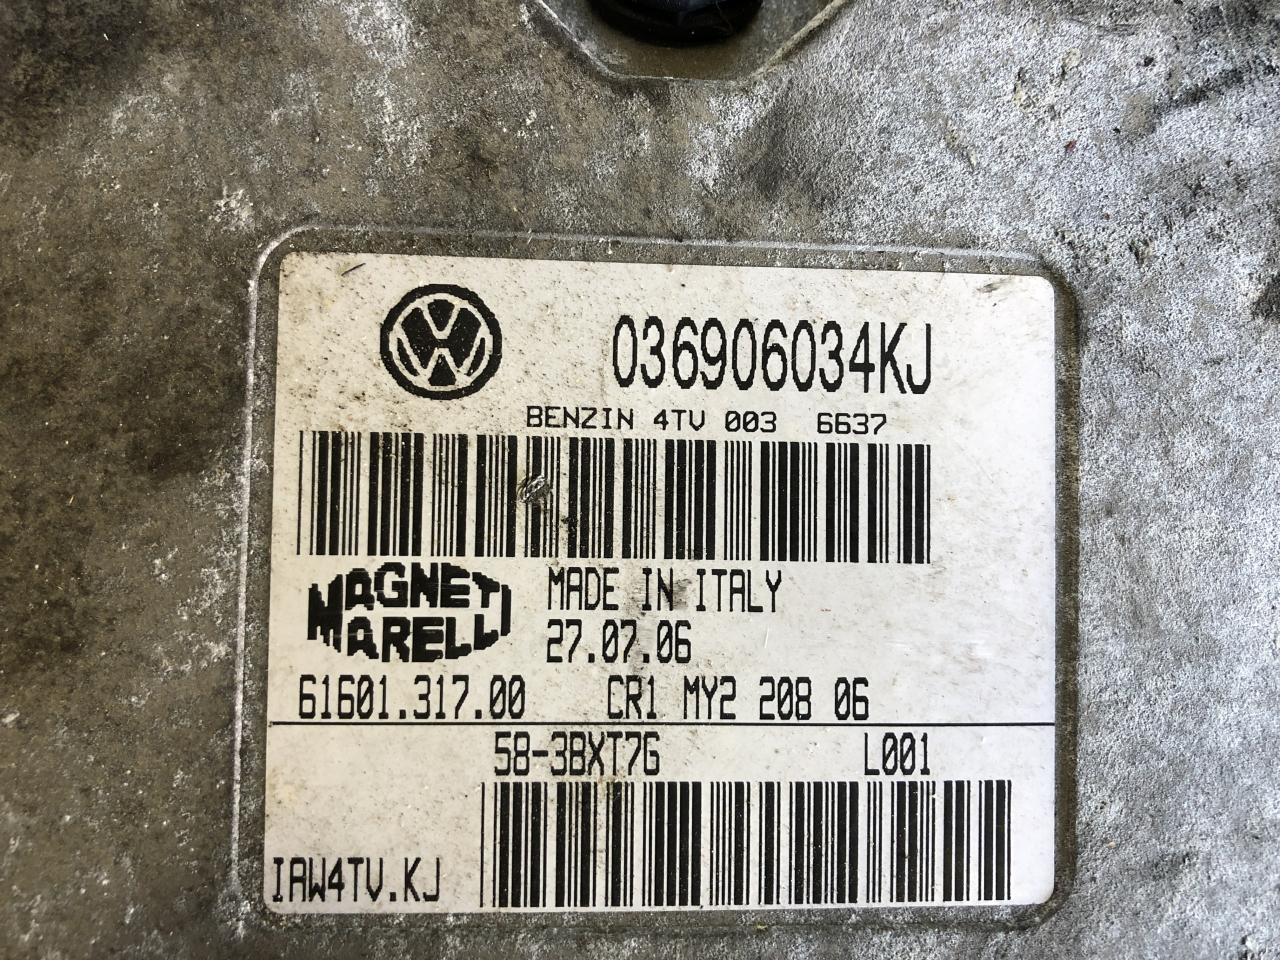 036906034KJ
BENZIN 4TV 003 6637
MAGNETI MARELLI
MADE IN ITALY
27.07.06
61601.317.00 CR1 MY2 208 06
58-3BXT7G L001
IAW4TV.KJ